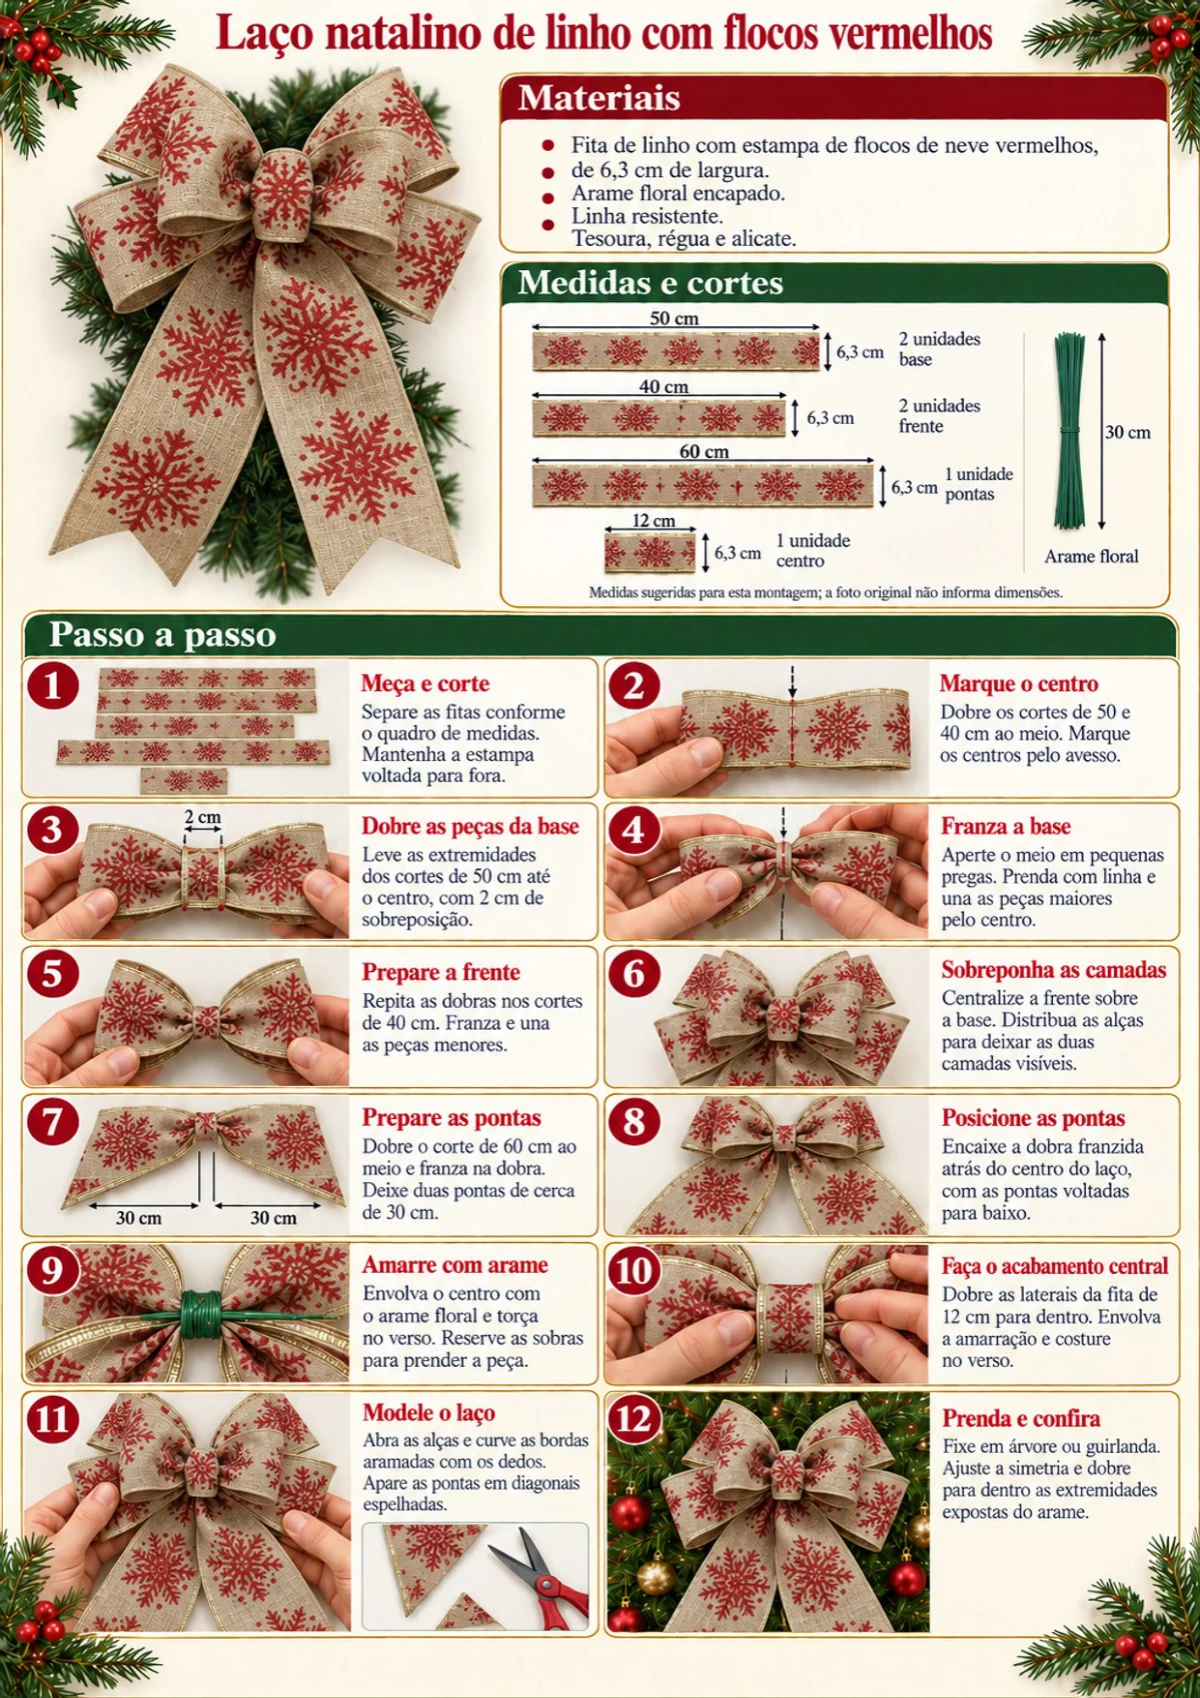 Laço natalino de linho com flocos vermelhos
Materiais
Fita de linho com estampa de flocos de neve vermelhos,
de 6,3 cm de largura.
Arame floral encapado.
Linha resistente.
Tesoura, régua e alicate.
Medidas e cortes
50 cm
6,3 cm
2 unidades
base
40 cm
6,3 cm
2 unidades
frente
60 cm
6,3 cm
1 unidade
pontas
12 cm
6,3 cm
1 unidade
centro
30 cm
Arame floral
Medidas sugeridas para esta montagem; a foto original não informa dimensões.
Passo a passo
1
Meça e corte
Separe as fitas conforme
o quadro de medidas.
Mantenha a estampa
voltada para fora.
2
Marque o centro
Dobre os cortes de 50 e
40 cm ao meio. Marque
os centros pelo avesso.
3
2 cm
Dobre as peças da base
Leve as extremidades
dos cortes de 50 cm até
o centro, com 2 cm de
sobreposição.
4
Franza a base
Aperte o meio em pequenas
pregas. Prenda com linha e
una as peças maiores
pelo centro.
5
Prepare a frente
Repita as dobras nos cortes
de 40 cm. Franza e una
as peças menores.
6
Sobreponha as camadas
Centralize a frente sobre
a base. Distribua as alças
para deixar as duas
camadas visíveis.
7
30 cm
30 cm
Prepare as pontas
Dobre o corte de 60 cm ao
meio e franza na dobra.
Deixe duas pontas de cerca
de 30 cm.
8
Posicione as pontas
Encaixe a dobra franzida
atrás do centro do laço,
com as pontas voltadas
para baixo.
9
Amarre com arame
Envolva o centro com
o arame floral e torça
no verso. Reserve as sobras
para prender a peça.
10
Faça o acabamento central
Dobre as laterais da fita de
12 cm para dentro. Envolva
a amarração e costure
no verso.
11
Modele o laço
Abra as alças e curve as bordas
aramadas com os dedos.
Apare as pontas em diagonais
espelhadas.
12
Prenda e confira
Fixe em árvore ou guirlanda.
Ajuste a simetria e dobre
para dentro as extremidades
expostas do arame.